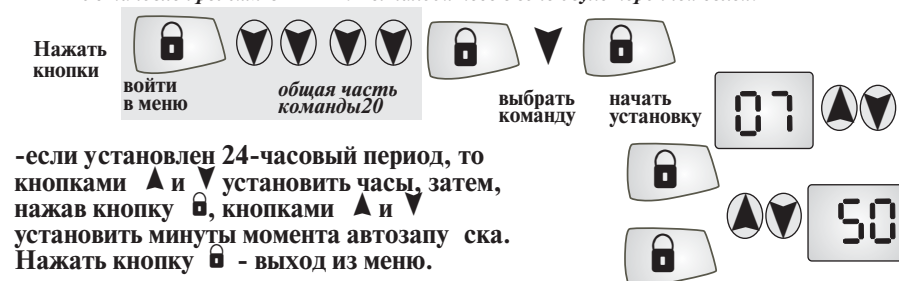 Нажать
кнопки
войти
в меню
общая часть
команды20
выбрать
команду
начать
установку
07
-если установлен 24-часовый период, то
кнопками и установить часы, затем,
нажав кнопку , кнопками и
установить минуты момента автозапу ска.
Нажать кнопку - выход из меню.
50